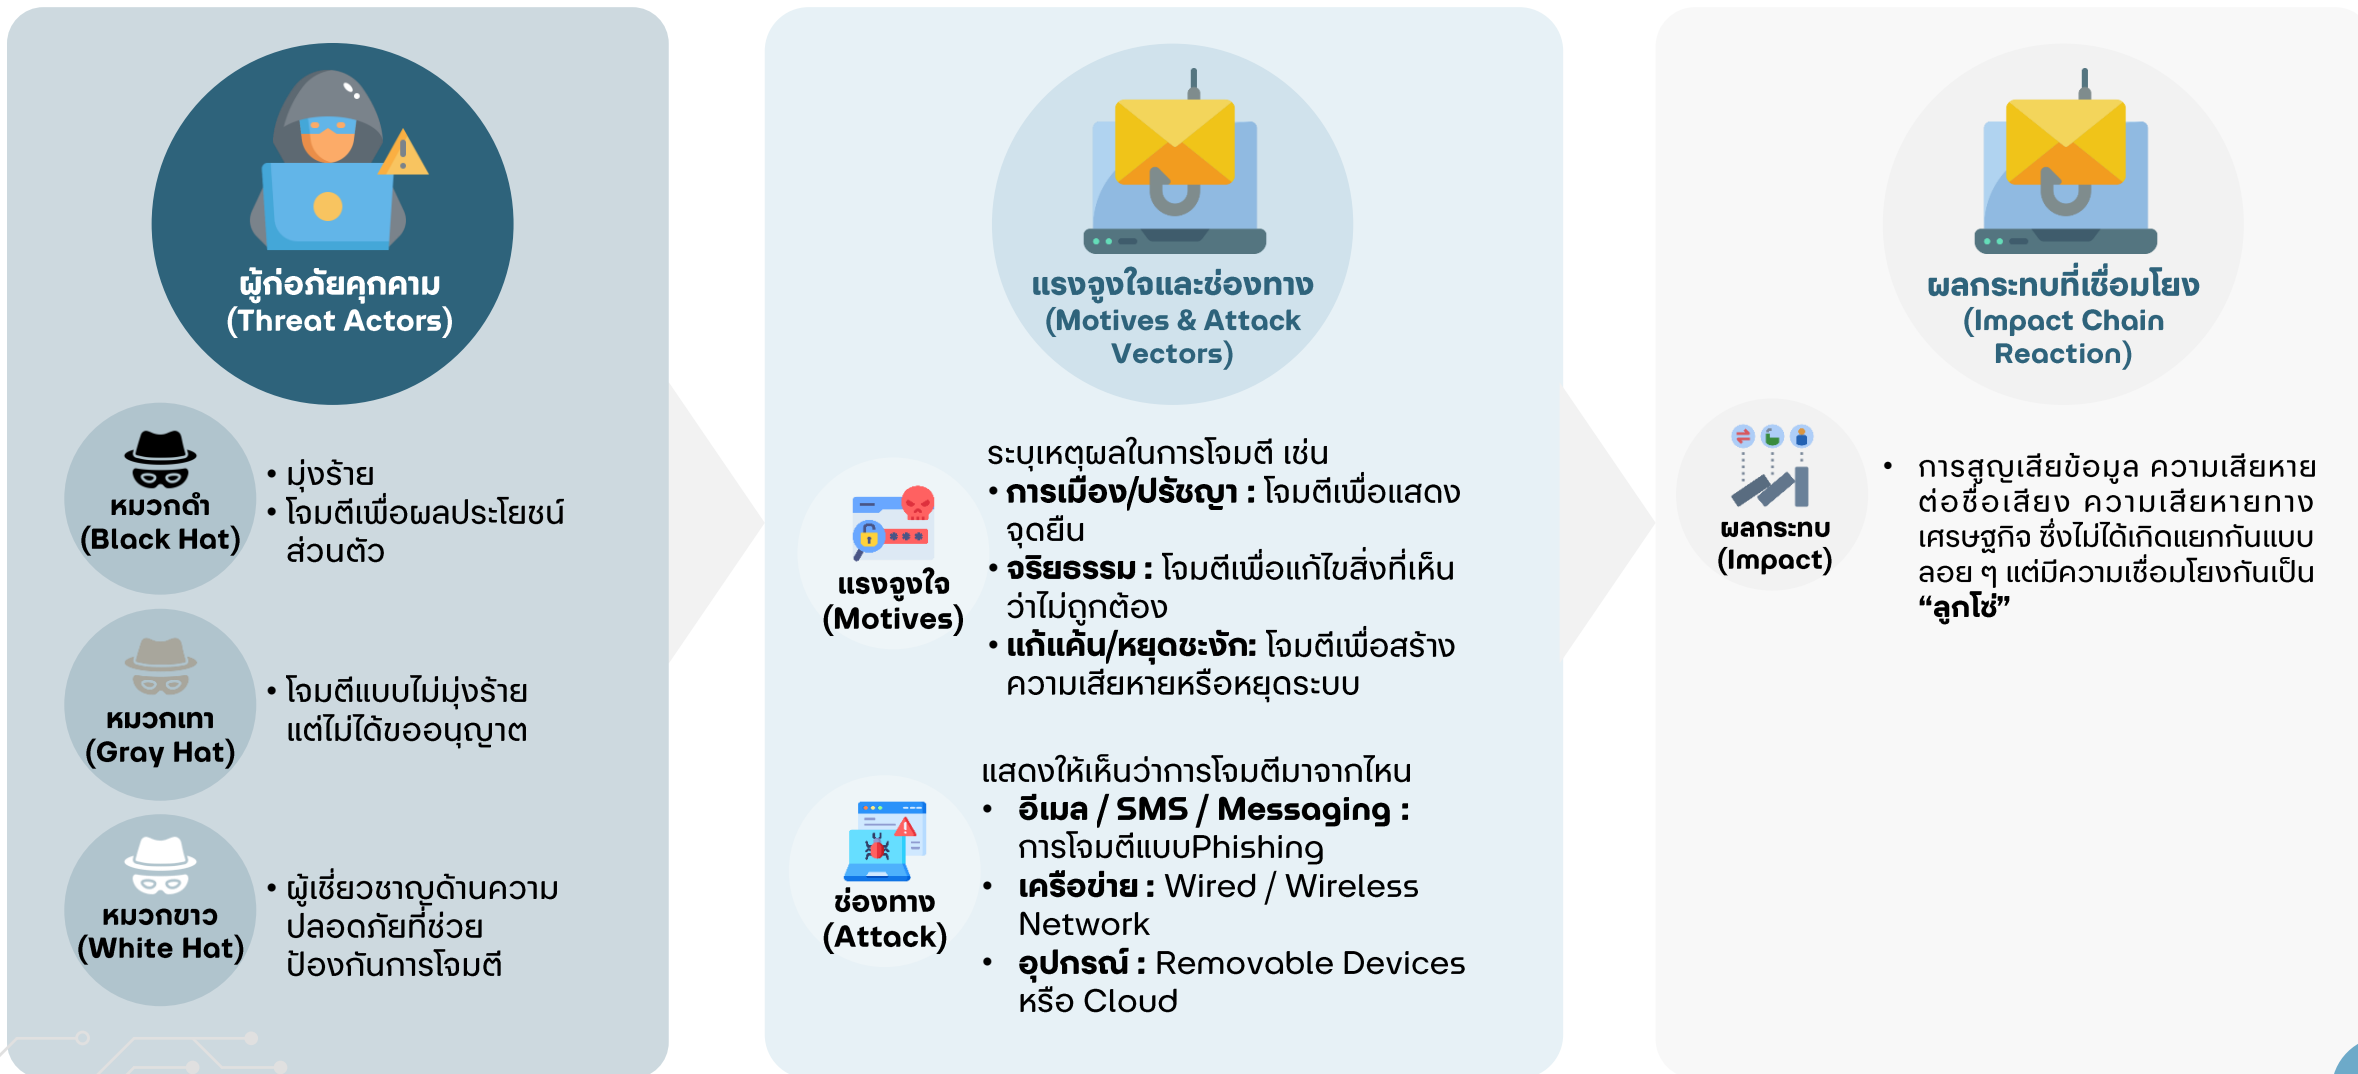 ผู้ก่อภัยคุกคาม
(Threat Actors)
หมวกดำ
(Black Hat)
• มุ่งร้าย
• โจมตีเพื่อผลประโยชน์
ส่วนตัว
หมวกเทา
(Gray Hat)
• โจมตีแบบไม่มุ่งร้าย
แต่ไม่ได้ขออนุญาต
หมวกขาว
(White Hat)
• ผู้เชี่ยวชาญด้านความ
ปลอดภัยที่ช่วย
ป้องกันการโจมตี
แรงจูงใจและช่องทาง
(Motives & Attack
Vectors)
แรงจูงใจ
(Motives)
ระบุเหตุผลในการโจมตี เช่น
• การเมือง/ปรัชญา : โจมตีเพื่อแสดง
จุดยืน
• จริยธรรม : โจมตีเพื่อแก้ไขสิ่งที่เห็น
ว่าไม่ถูกต้อง
• แก้แค้น/หยุดชะงัก: โจมตีเพื่อสร้าง
ความเสียหายหรือหยุดระบบ
ช่องทาง
(Attack)
แสดงให้เห็นว่าการโจมตีมาจากไหน
• อีเมล / SMS / Messaging :
การโจมตีแบบPhishing
• เครือข่าย : Wired / Wireless
Network
• อุปกรณ์ : Removable Devices
หรือ Cloud
ผลกระทบที่เชื่อมโยง
(Impact Chain
Reaction)
ผลกระทบ
(Impact)
• การสูญเสียข้อมูล ความเสียหาย
ต่อชื่อเสียง ความเสียหายทาง
เศรษฐกิจ ซึ่งไม่ได้เกิดแยกกันแบบ
ลอย ๆ แต่มีความเชื่อมโยงกันเป็น
“ลูกโซ่”